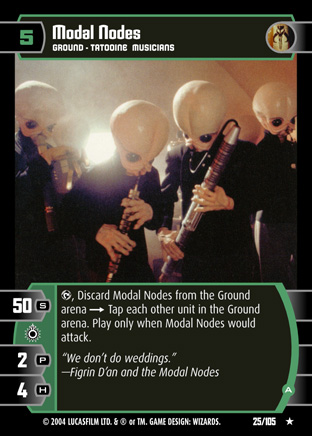 5 Modal Nodes
GROUND - TATOOINE MUSICIANS
50 S
, Discard Modal Nodes from the Ground
arena → Tap each other unit in the Ground
arena. Play only when Modal Nodes would
attack.
2 P
"We don't do weddings."
4 H
—Figrin D'an and the Modal Nodes
A
© 2004 LUCASFILM LTD. & ® or TM. GAME DESIGN: WIZARDS. 25/105 ★